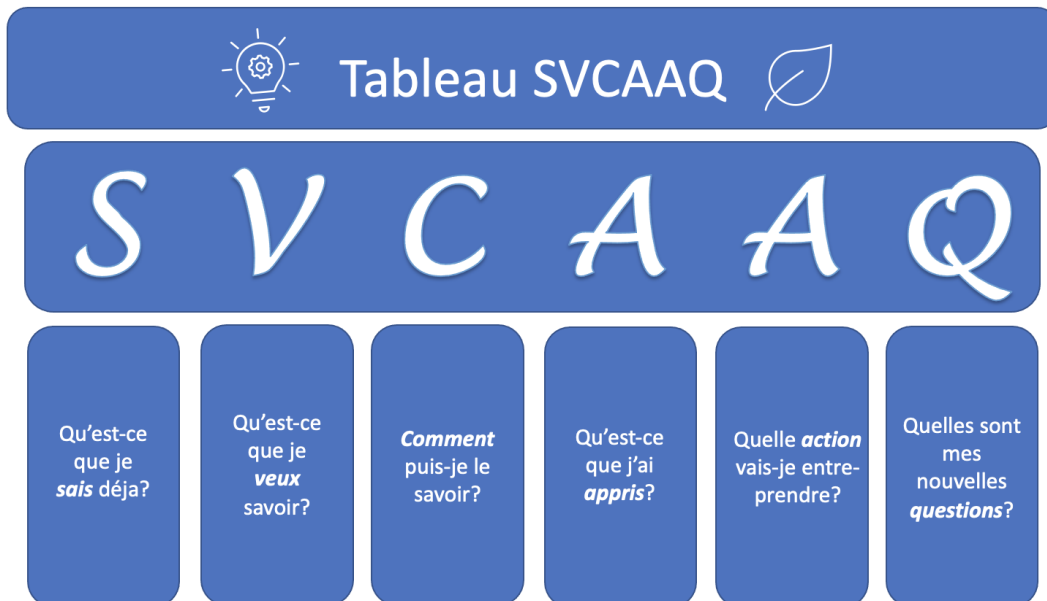 Tableau SVCAAQ
S V C A A Q
Qu'est-ce
que je
sais déja?
Qu'est-ce
que je
veux
savoir?
Comment
puis-je le
savoir?
Qu'est-ce
que j'ai
appris?
Quelle action
vais-je entre-
prendre?
Quelles sont
mes
nouvelles
questions?